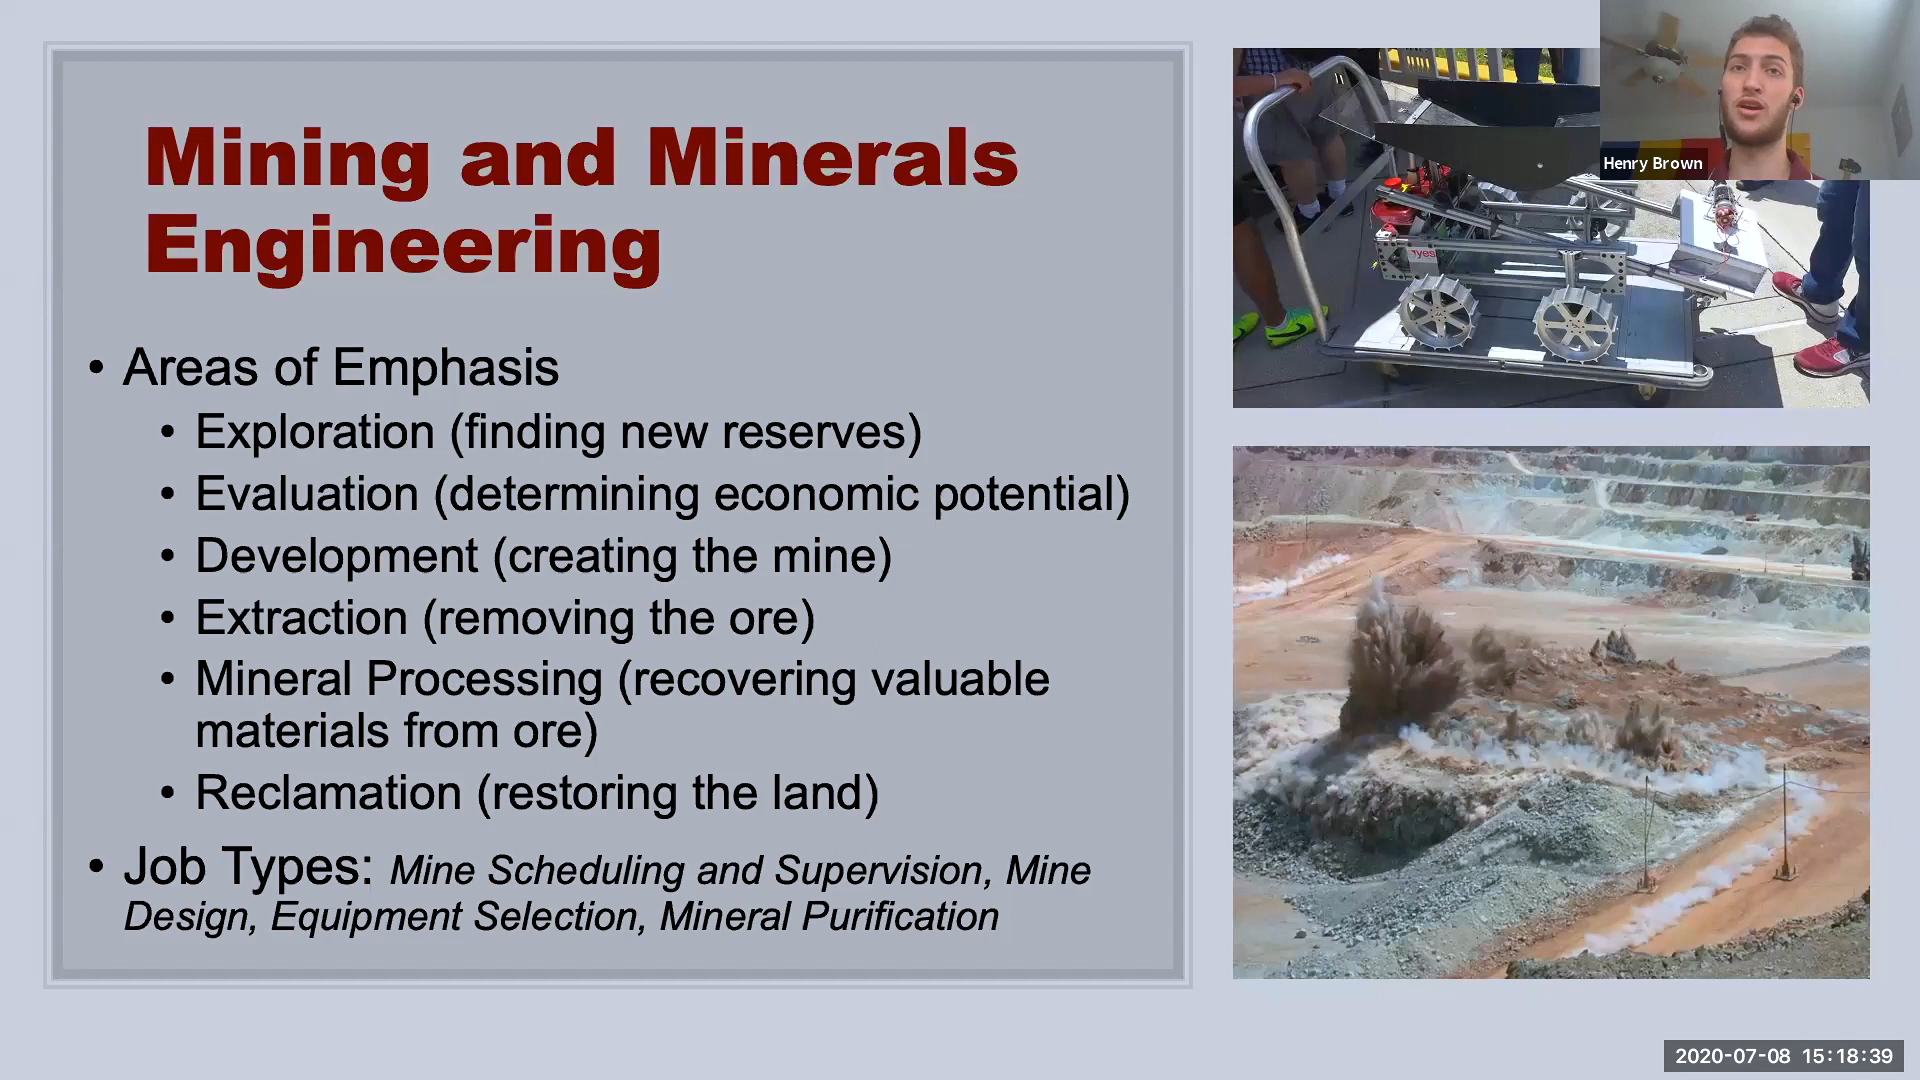 Mining and Minerals
Engineering
• Areas of Emphasis
• Exploration (finding new reserves)
• Evaluation (determining economic potential)
• Development (creating the mine)
• Extraction (removing the ore)
• Mineral Processing (recovering valuable
materials from ore)
• Reclamation (restoring the land)
• Job Types: Mine Scheduling and Supervision, Mine
Design, Equipment Selection, Mineral Purification
Henry Brown
2020-07-08 15:18:39